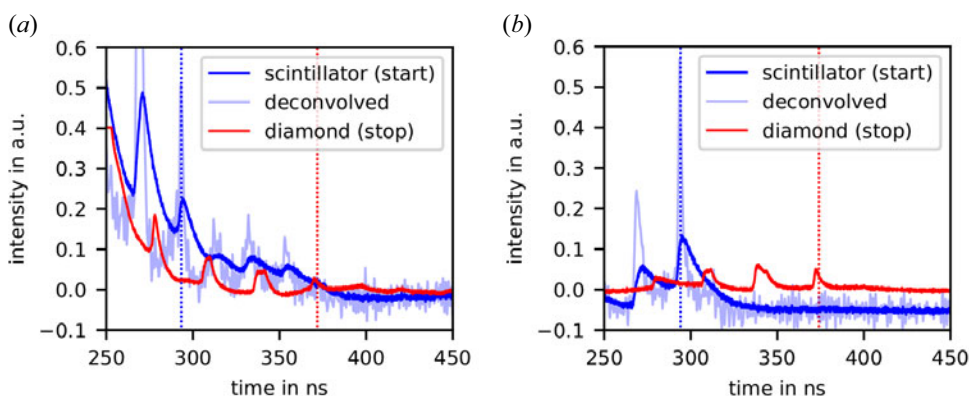 (a)
0.6
0.5
0.4
0.3
0.2
0.1
0.0
−0.1
intensity in a.u.
scintillator (start)
deconvolved
diamond (stop)
250
300
350
400
450
time in ns
(b)
0.6
0.5
0.4
0.3
0.2
0.1
0.0
−0.1
intensity in a.u.
scintillator (start)
deconvolved
diamond (stop)
250
300
350
400
450
time in ns